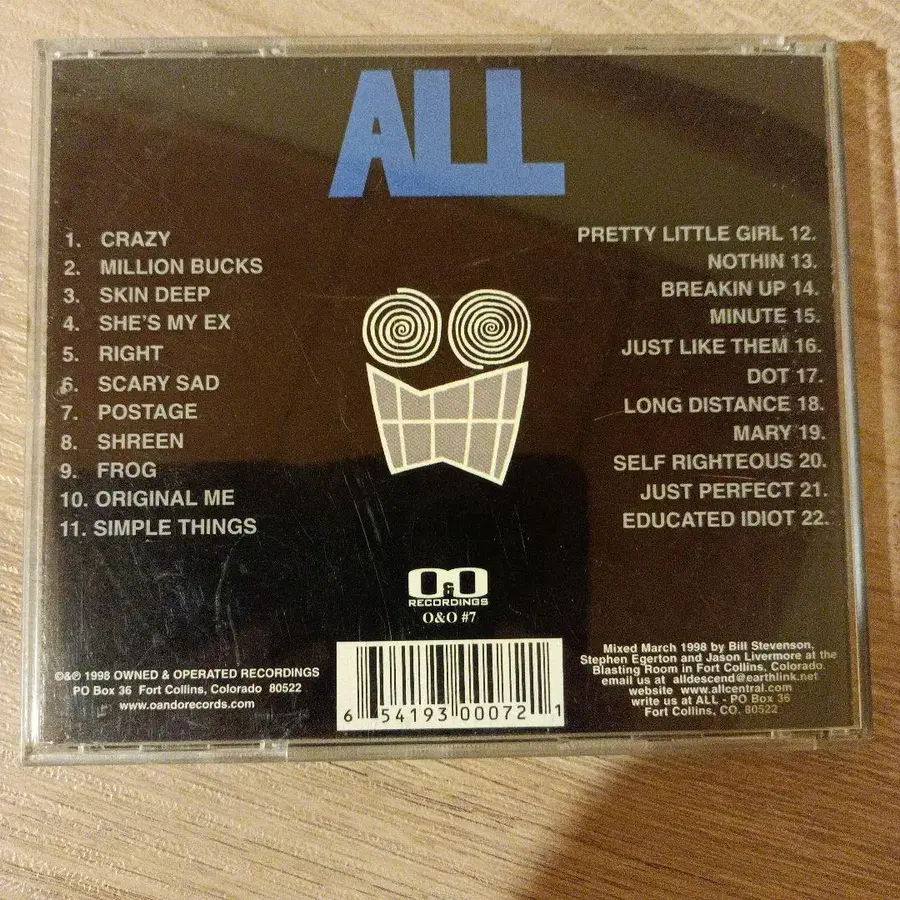 ALL
1. CRAZY
2. MILLION BUCKS
3. SKIN DEEP
4. SHE'S MY EX
5. RIGHT
6. SCARY SAD
7. POSTAGE
8. SHREEN
9. FROG
10. ORIGINAL ME
11. SIMPLE THINGS
PRETTY LITTLE GIRL 12.
NOTHIN 13.
BREAKIN UP 14.
MINUTE 15.
JUST LIKE THEM 16.
DOT 17.
LONG DISTANCE 18.
MARY 19.
SELF RIGHTEOUS 20.
JUST PERFECT 21.
EDUCATED IDIOT 22.
O&O
RECORDINGS
O&O #7
©&℗ 1998 OWNED & OPERATED RECORDINGS
PO Box 36 Fort Collins, Colorado 80522
www.oandorecords.com
6 54193 00072 1
Mixed March 1998 by Bill Stevenson,
Stephen Egerton and Jason Livermore at the
Blasting Room in Fort Collins, Colorado.
email us at alldescend@earthlink.net
website www.allcentral.com
write us at ALL - PO Box 36
Fort Collins, CO. 80522